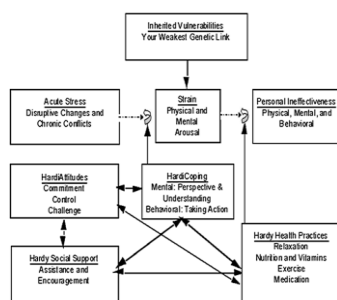 Inherited Vulnerabilities
Your Weakest Genetic Link
Acute Stress
Disruptive Changes and
Chronic Conflicts
Strain
Physical and
Mental
Arousal
Personal Ineffectiveness
Physical, Mental, and
Behavioral
HardiAttitudes
Commitment
Control
Challenge
HardiCoping
Mental: Perspective &
Understanding
Behavioral: Taking Action
Hardy Social Support
Assistance and
Encouragement
Hardy Health Practices
Relaxation
Nutrition and Vitamins
Exercise
Medication